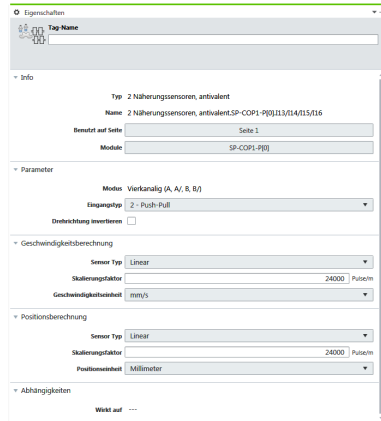 Eigenschaften
Tag-Name
Info
Typ 2 Näherungssensoren, antivalent
Name 2 Näherungssensoren, antivalent.SP-COP1-P[0].I13/I14/I15/I16
Benutzt auf Seite Seite 1
Module SP-COP1-P[0]
Parameter
Modus Vierkanalig (A, A/, B, B/)
Eingangstyp 2 - Push-Pull
Drehrichtung invertieren
Geschwindigkeitsberechnung
Sensor Typ Linear
Skalierungsfaktor 24000 Pulse/m
Geschwindigkeitseinheit mm/s
Positionsberechnung
Sensor Typ Linear
Skalierungsfaktor 24000 Pulse/m
Positionseinheit Millimeter
Abhängigkeiten
Wirkt auf ---